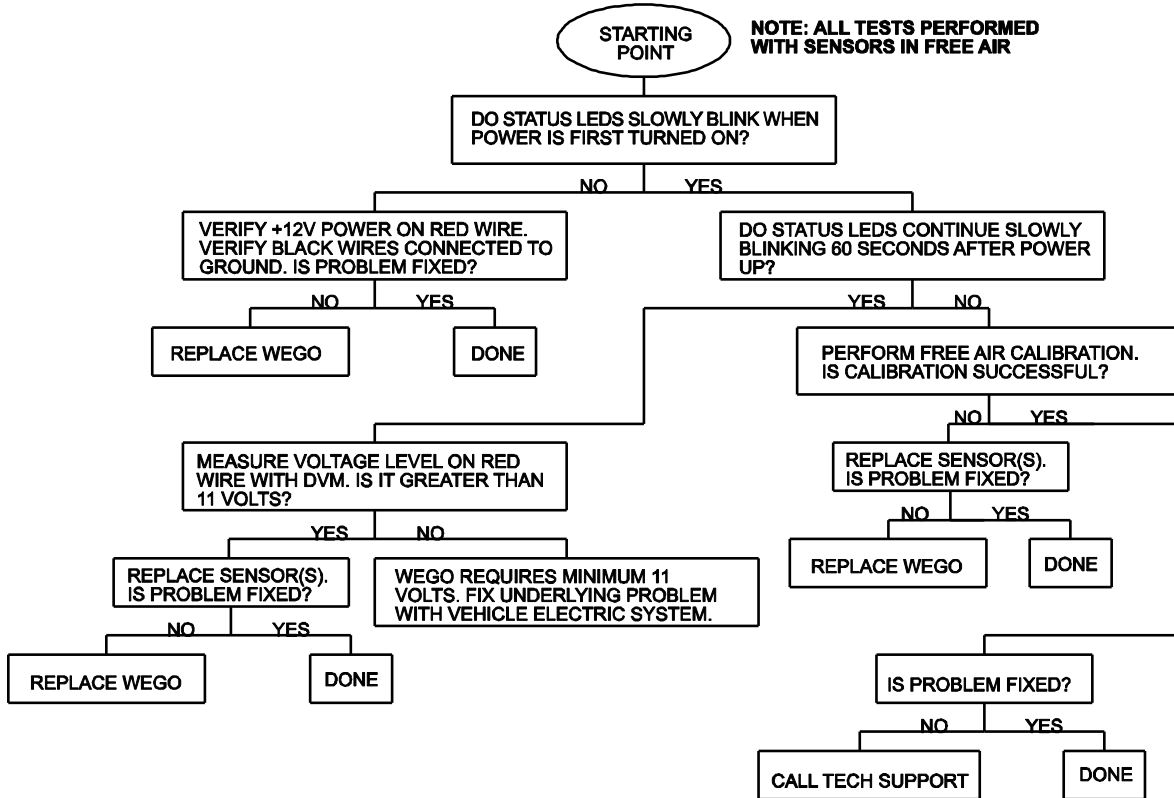 STARTING
POINT
NOTE: ALL TESTS PERFORMED
WITH SENSORS IN FREE AIR
DO STATUS LEDS SLOWLY BLINK WHEN
POWER IS FIRST TURNED ON?
NO
YES
VERIFY +12V POWER ON RED WIRE.
VERIFY BLACK WIRES CONNECTED TO
GROUND. IS PROBLEM FIXED?
DO STATUS LEDS CONTINUE SLOWLY
BLINKING 60 SECONDS AFTER POWER
UP?
NO
YES
YES
NO
REPLACE WEGO
DONE
PERFORM FREE AIR CALIBRATION.
IS CALIBRATION SUCCESSFUL?
NO
YES
MEASURE VOLTAGE LEVEL ON RED
WIRE WITH DVM. IS IT GREATER THAN
11 VOLTS?
REPLACE SENSOR(S).
IS PROBLEM FIXED?
YES
NO
NO
YES
REPLACE SENSOR(S).
IS PROBLEM FIXED?
WEGO REQUIRES MINIMUM 11
VOLTS. FIX UNDERLYING PROBLEM
WITH VEHICLE ELECTRIC SYSTEM.
REPLACE WEGO
DONE
NO
YES
REPLACE WEGO
DONE
IS PROBLEM FIXED?
NO
YES
CALL TECH SUPPORT
DONE